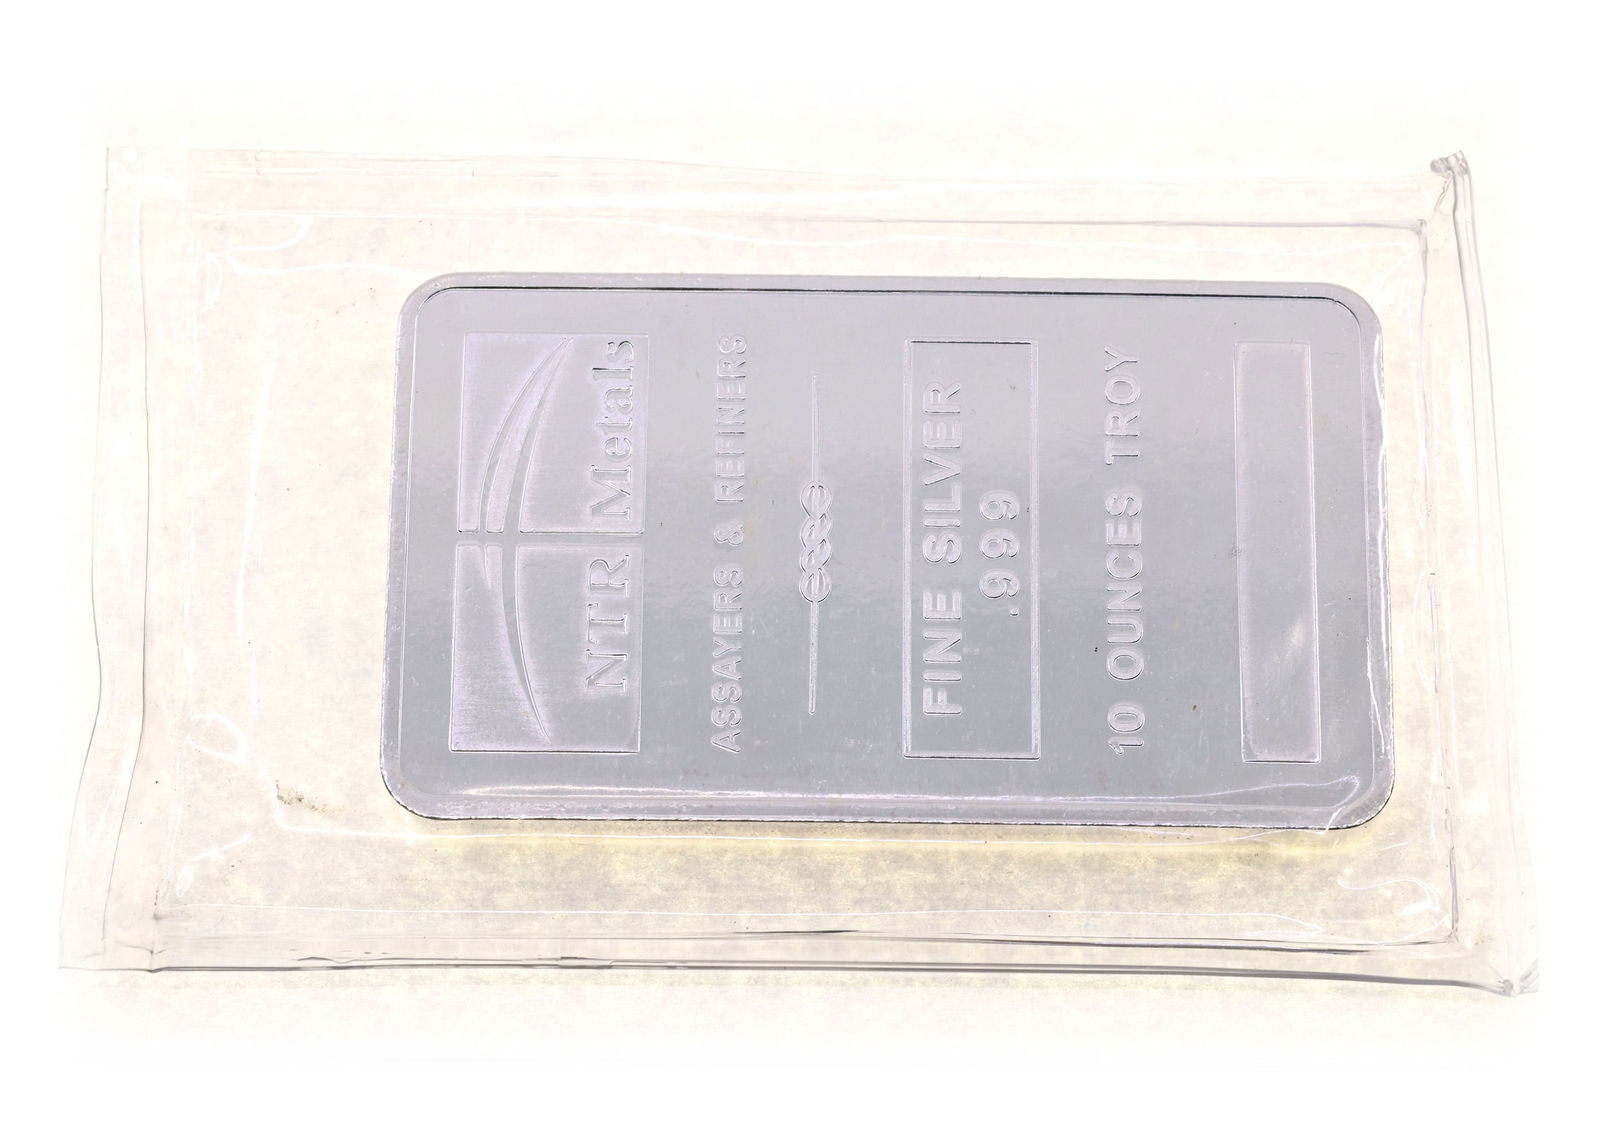 NTR Metals
ASSAYERS & REFINERS
FINE SILVER
.999
10 OUNCES TROY